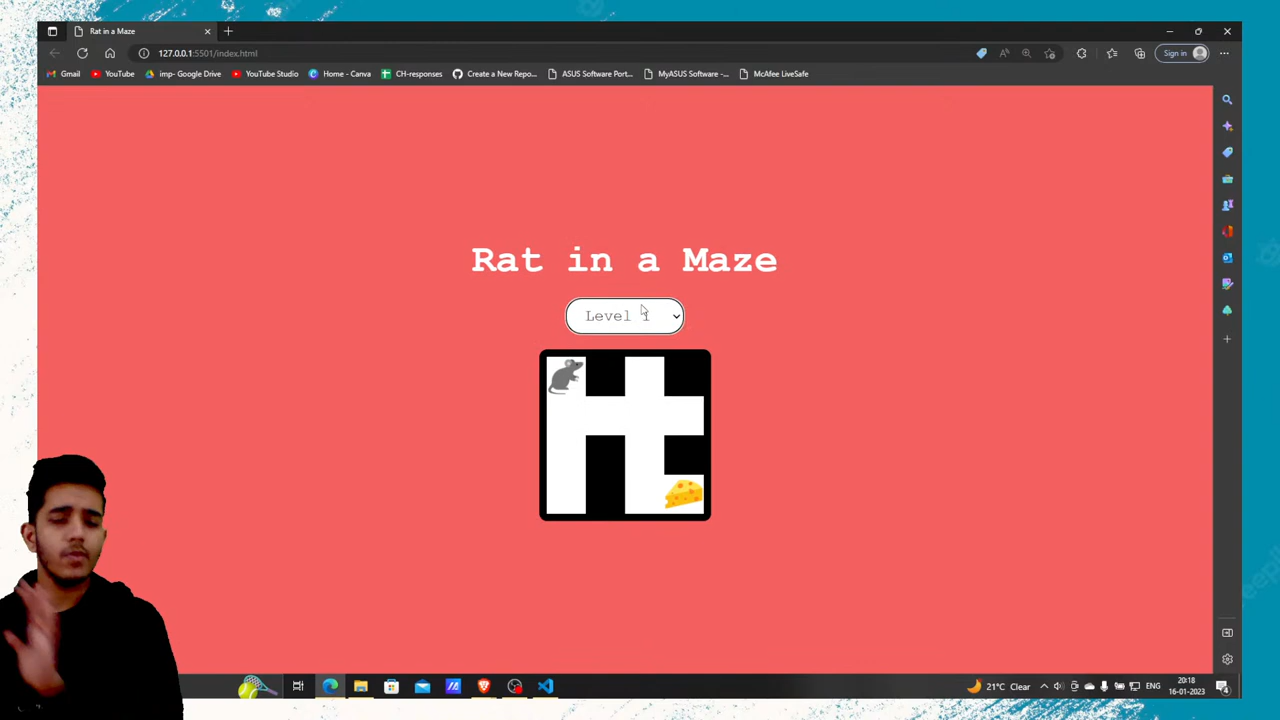 Rat in a Maze
127.0.0.1:5501/index.html
Sign in
Gmail
YouTube
imp- Google Drive
YouTube Studio
Home - Canva
CH-responses
Create a New Repo...
ASUS Software Port...
MyASUS Software -...
McAfee LiveSafe
Rat in a Maze
Level 1
21°C Clear
ENG
20:18
16-01-2023
4